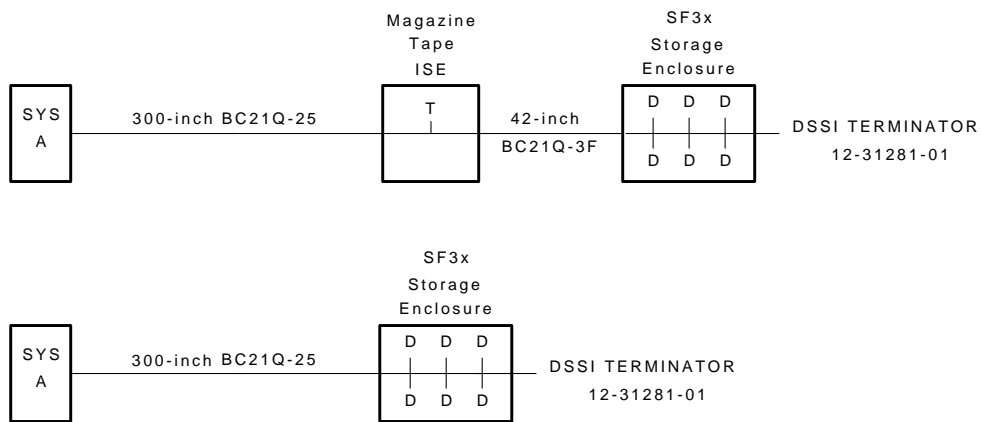 Magazine
Tape
ISE
SF3x
Storage
Enclosure
SYS
A
300-inch BC21Q-25
T
42-inch
BC21Q-3F
D D D
D D D
DSSI TERMINATOR
12-31281-01
SF3x
Storage
Enclosure
SYS
A
300-inch BC21Q-25
D D D
D D D
DSSI TERMINATOR
12-31281-01